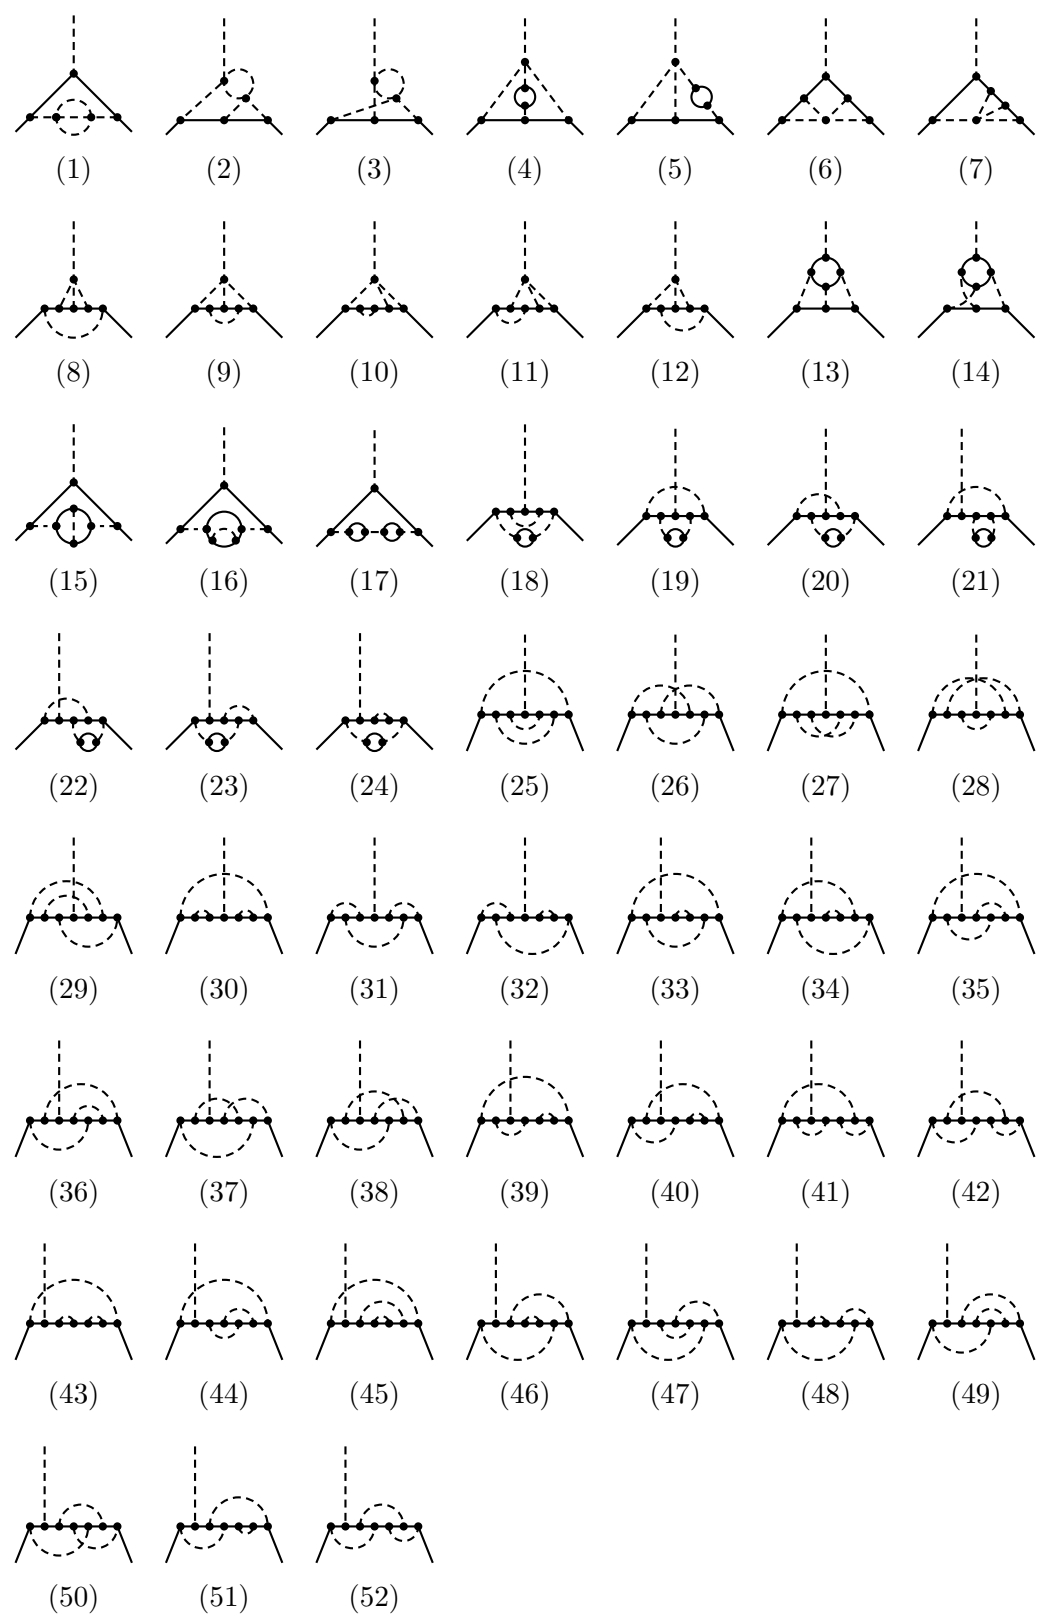 (1) (2) (3) (4) (5) (6) (7)
(8) (9) (10) (11) (12) (13) (14)
(15) (16) (17) (18) (19) (20) (21)
(22) (23) (24) (25) (26) (27) (28)
(29) (30) (31) (32) (33) (34) (35)
(36) (37) (38) (39) (40) (41) (42)
(43) (44) (45) (46) (47) (48) (49)
(50) (51) (52)